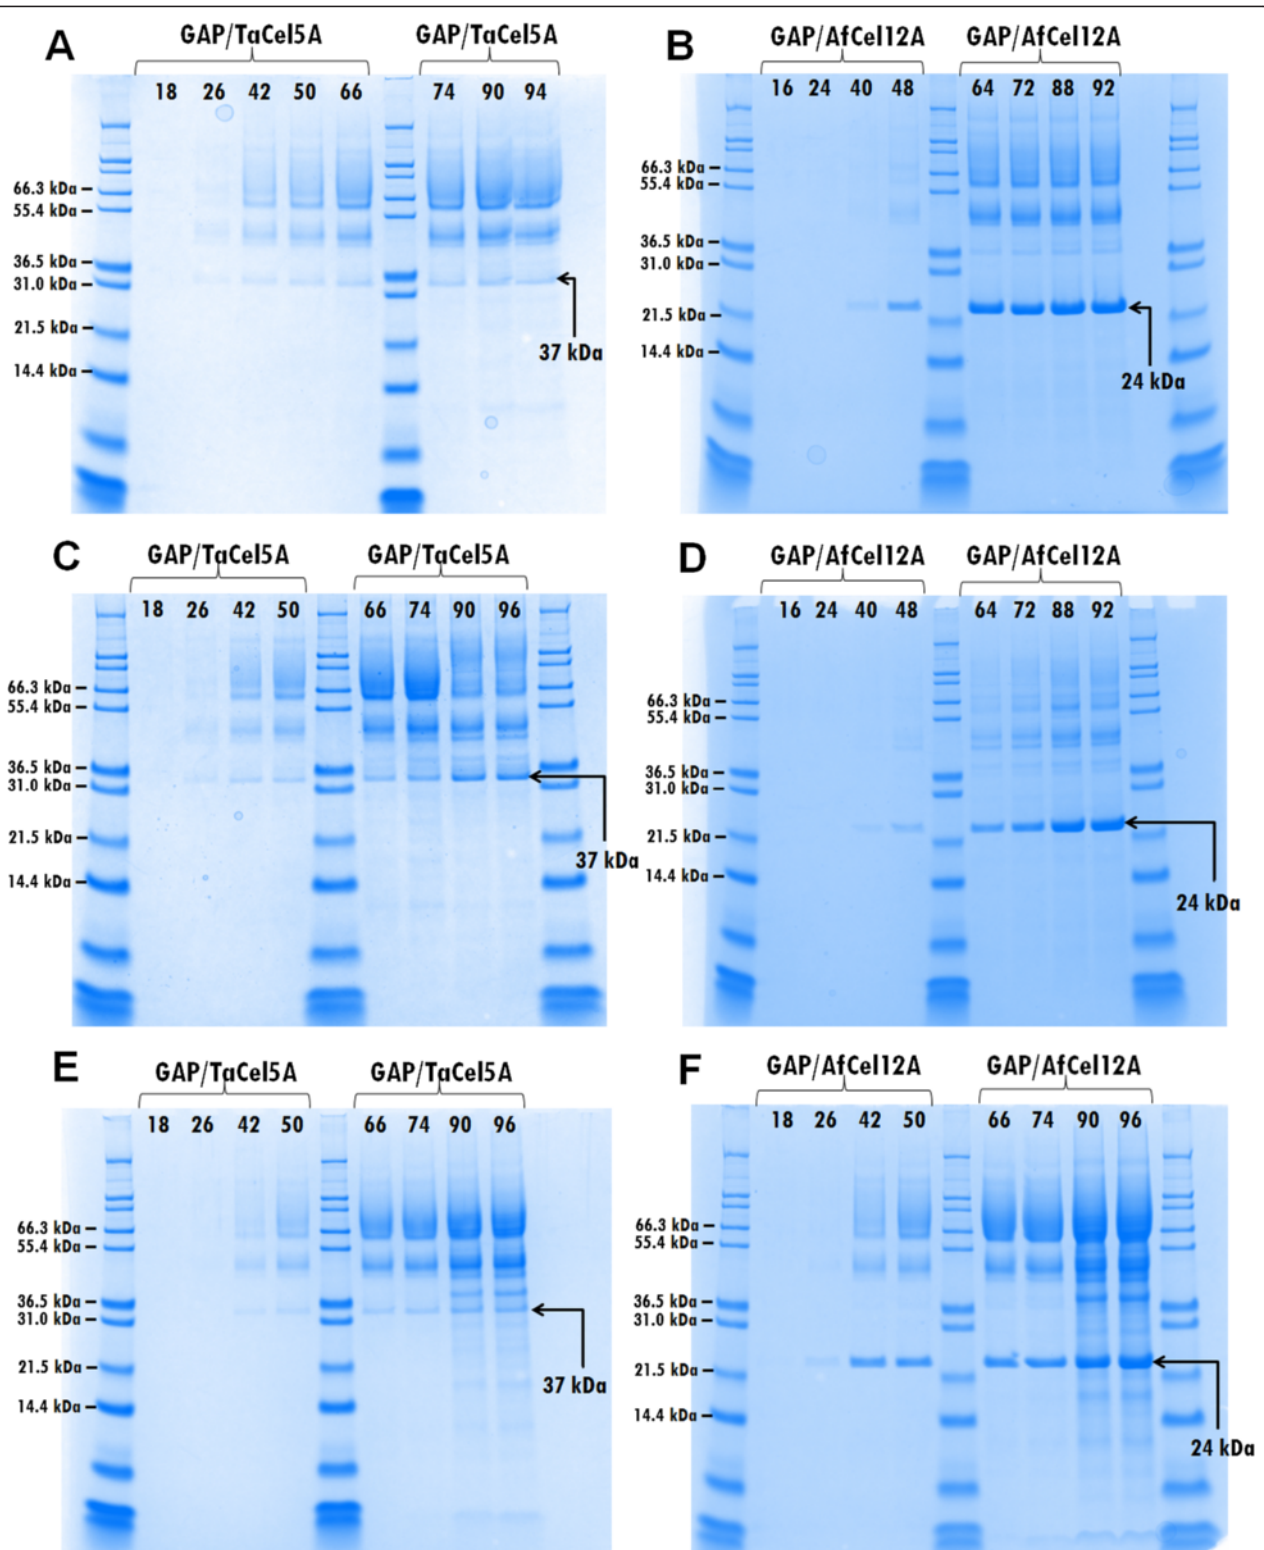 A
GAP/TaCel5A GAP/TaCel5A
18 26 42 50 66 74 90 94
66.3 kDa
55.4 kDa
36.5 kDa
31.0 kDa
21.5 kDa
14.4 kDa
37 kDa
B
GAP/AfCel12A GAP/AfCel12A
16 24 40 48 64 72 88 92
66.3 kDa
55.4 kDa
36.5 kDa
31.0 kDa
21.5 kDa
14.4 kDa
24 kDa
C
GAP/TaCel5A GAP/TaCel5A
18 26 42 50 66 74 90 96
66.3 kDa
55.4 kDa
36.5 kDa
31.0 kDa
21.5 kDa
14.4 kDa
37 kDa
D
GAP/AfCel12A GAP/AfCel12A
16 24 40 48 64 72 88 92
66.3 kDa
55.4 kDa
36.5 kDa
31.0 kDa
21.5 kDa
14.4 kDa
24 kDa
E
GAP/TaCel5A GAP/TaCel5A
18 26 42 50 66 74 90 96
66.3 kDa
55.4 kDa
36.5 kDa
31.0 kDa
21.5 kDa
14.4 kDa
37 kDa
F
GAP/AfCel12A GAP/AfCel12A
18 26 42 50 66 74 90 96
66.3 kDa
55.4 kDa
36.5 kDa
31.0 kDa
21.5 kDa
14.4 kDa
24 kDa